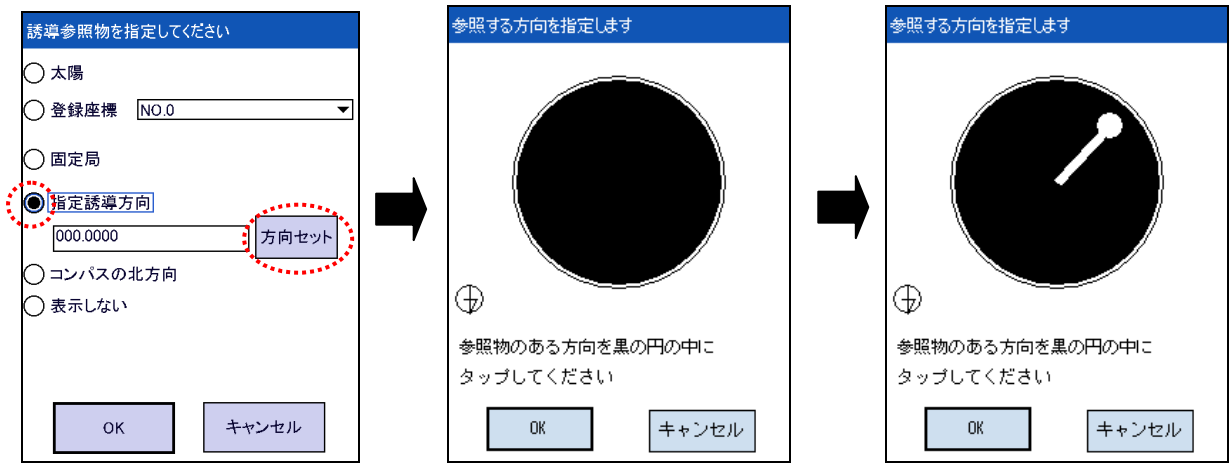 誘導参照物を指定してください
太陽
登録座標 NO.0
固定局
指定誘導方向
000.0000 方向セット
コンパスの北方向
表示しない
OK キャンセル
参照する方向を指定します
参照物のある方向を黒の円の中に
タップしてください
OK キャンセル
参照する方向を指定します
参照物のある方向を黒の円の中に
タップしてください
OK キャンセル